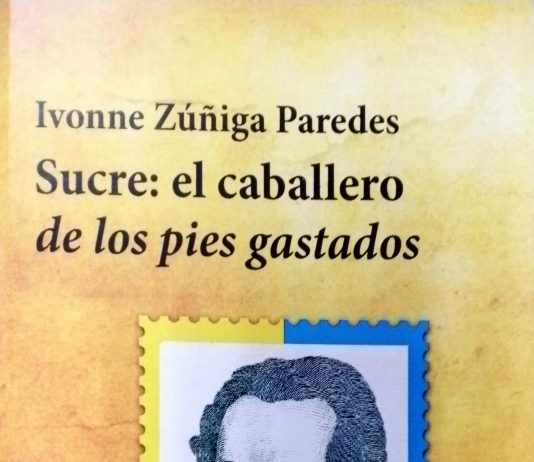 Ivonne Zúñiga Paredes
Sucre: el caballero
de los pies gastados